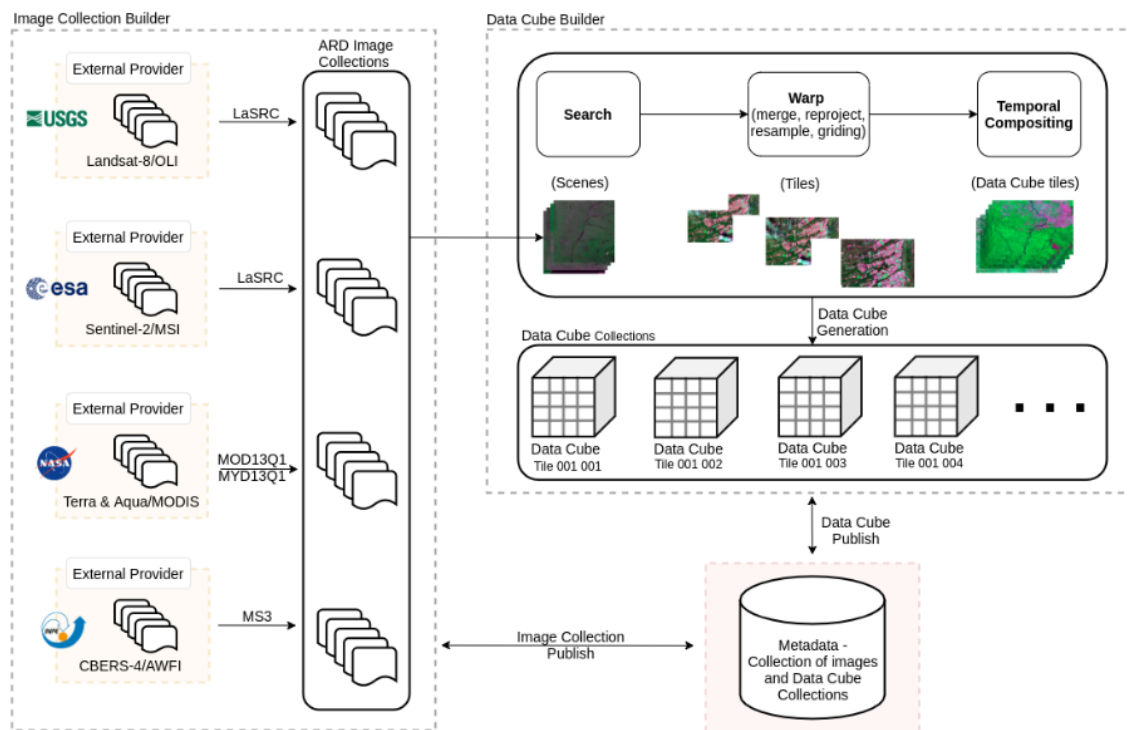 Image Collection Builder
External Provider
USGS
Landsat-8/OLI
LaSRC
External Provider
esa
Sentinel-2/MSI
LaSRC
External Provider
NASA
Terra & Aqua/MODIS
MOD13Q1
MYD13Q1
External Provider
INPE
CBERS-4/AWFI
MS3
ARD Image
Collections
Data Cube Builder
Search
Warp
(merge, reproject,
resample, griding)
Temporal
Compositing
(Scenes)
(Tiles)
(Data Cube tiles)
Data Cube
Generation
Data Cube Collections
Data Cube
Tile 001 001
Data Cube
Tile 001 002
Data Cube
Tile 001 003
Data Cube
Tile 001 004
Data Cube
Publish
Image Collection
Publish
Metadata -
Collection of images
and Data Cube
Collections